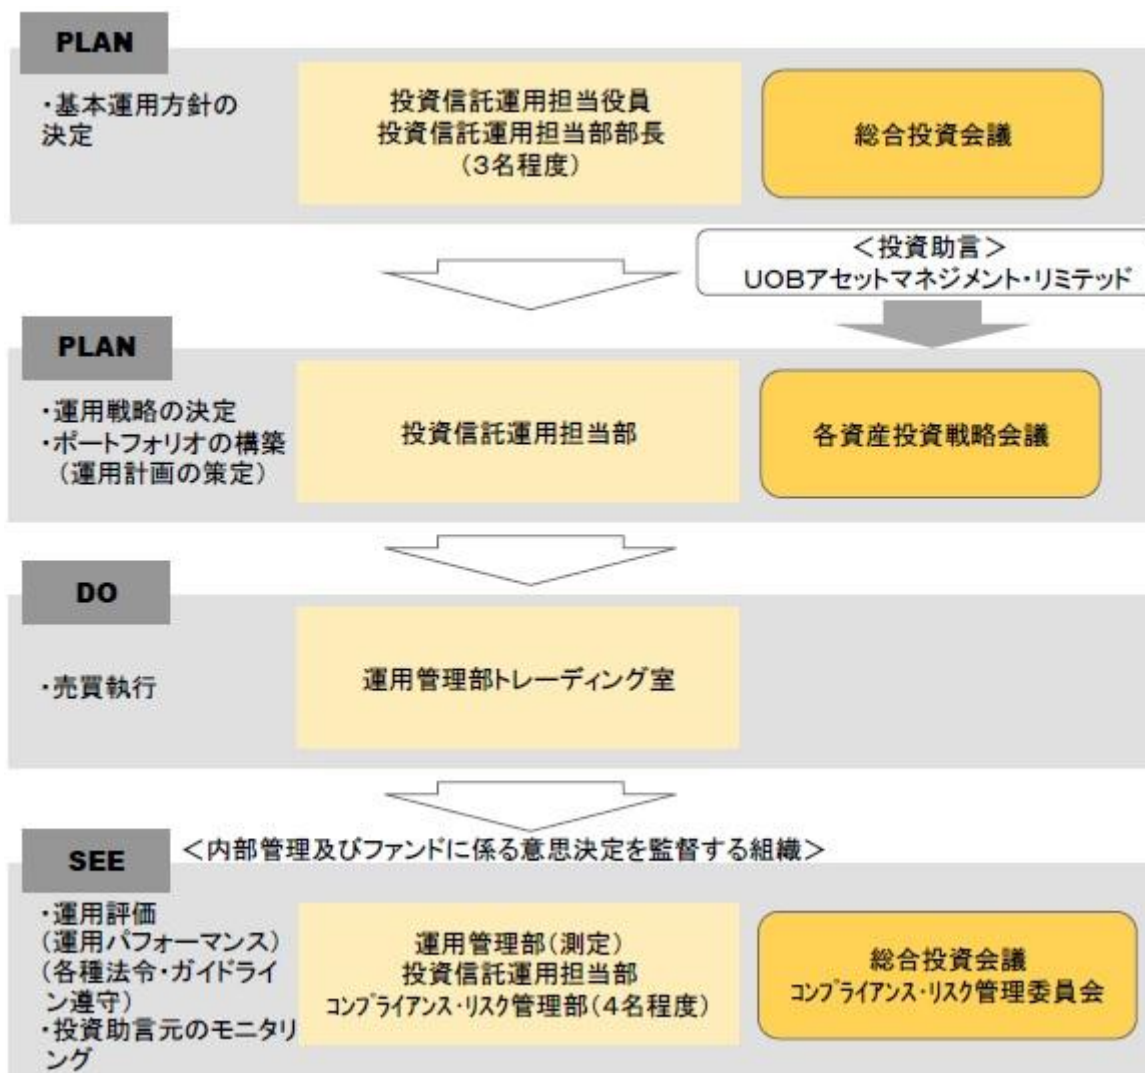 PLAN
・基本運用方針の
決定
投資信託運用担当役員
投資信託運用担当部部長
(3名程度)
総合投資会議
＜投資助言＞
UOBアセットマネジメント・リミテッド
PLAN
・運用戦略の決定
・ポートフォリオの構築
(運用計画の策定)
投資信託運用担当部
各資産投資戦略会議
DO
・売買執行
運用管理部トレーディング室
SEE
＜内部管理及びファンドに係る意思決定を監督する組織＞
・運用評価
(運用パフォーマンス)
(各種法令・ガイドライ
ン遵守)
・投資助言元のモニタリ
ング
運用管理部(測定)
投資信託運用担当部
ｺﾝﾌﾟﾗｲｱﾝｽ・ﾘｽｸ管理部(4名程度)
総合投資会議
ｺﾝﾌﾟﾗｲｱﾝｽ・ﾘｽｸ管理委員会